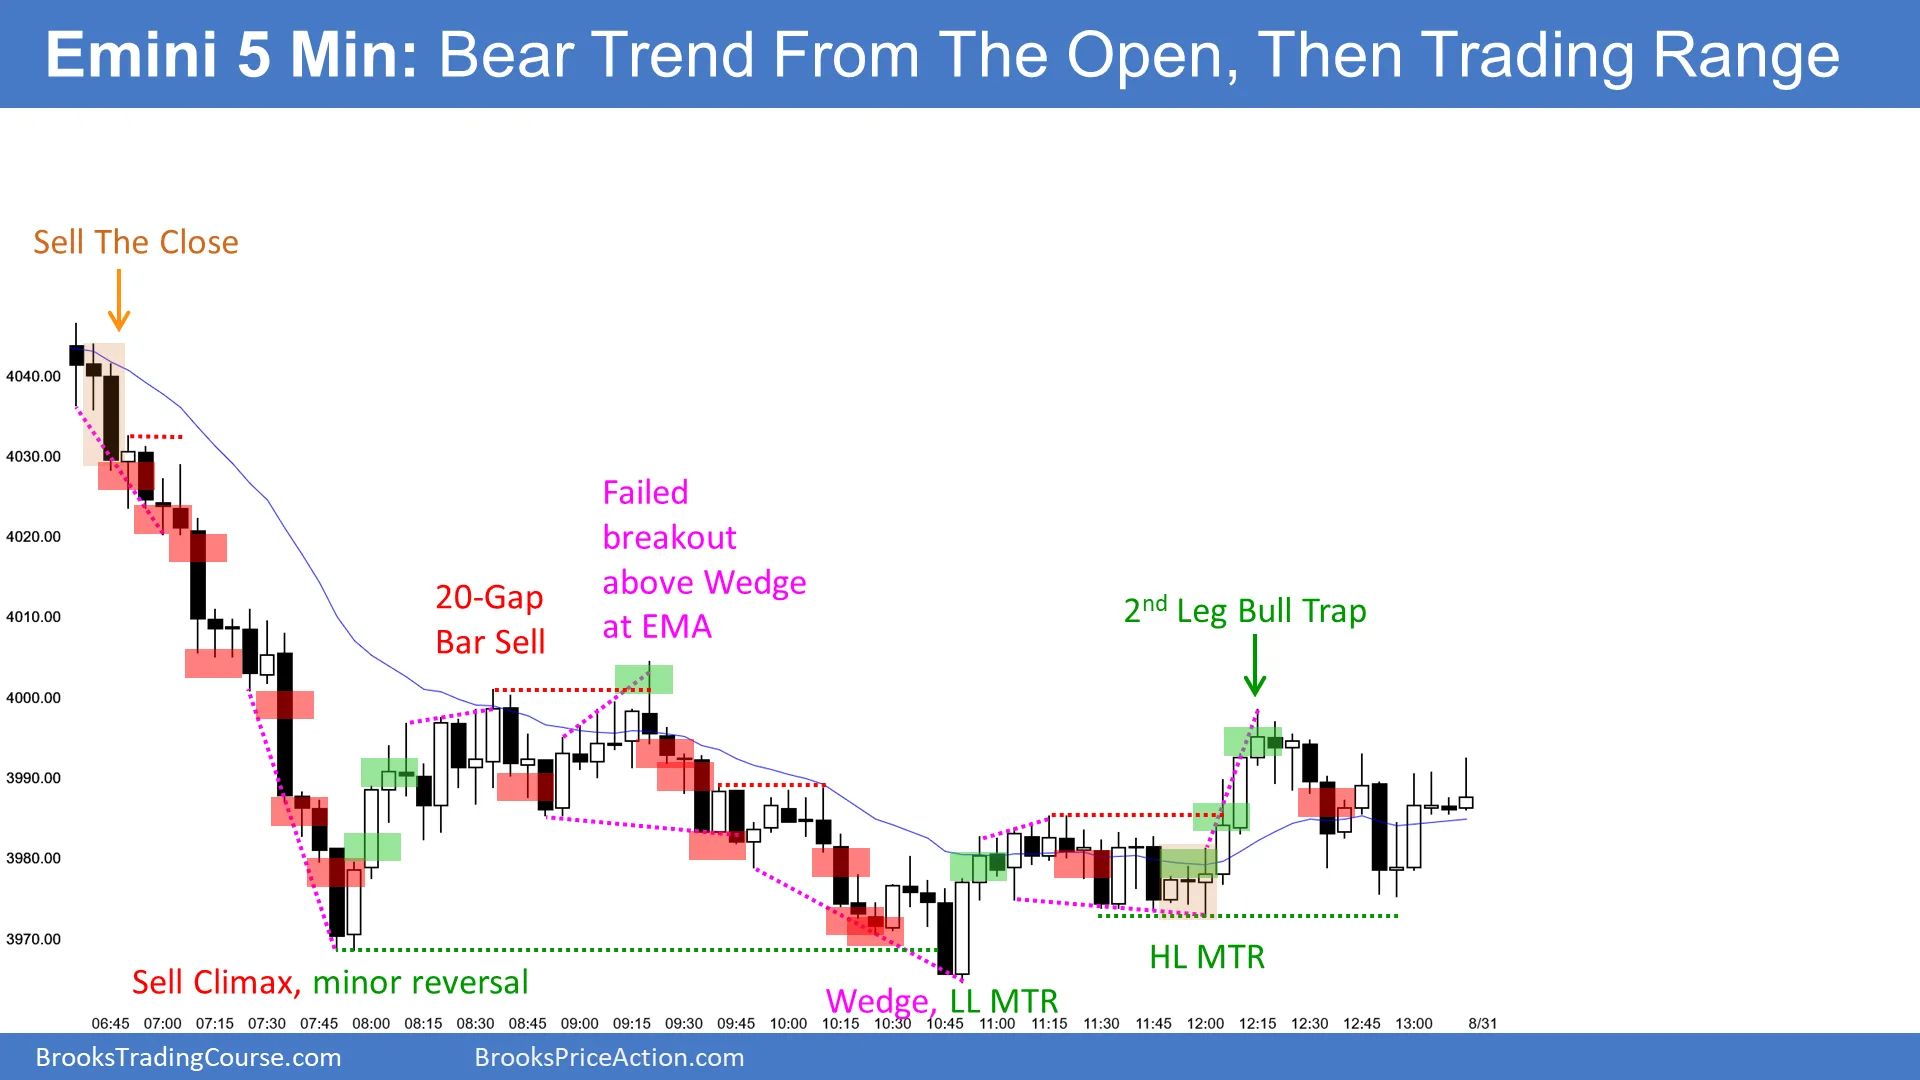 Emini 5 Min: Bear Trend From The Open, Then Trading Range
Sell The Close
4040.00
4030.00
4020.00
4010.00
4000.00
3990.00
3980.00
3970.00
20-Gap
Bar Sell
Failed
breakout
above Wedge
at EMA
2nd Leg Bull Trap
HL MTR
Sell Climax, minor reversal
Wedge, LL MTR
06:45 07:00 07:15 07:30 07:45 08:00 08:15 08:30 08:45 09:00 09:15 09:30 09:45 10:00 10:15 10:30 10:45 11:00 11:15 11:30 11:45 12:00 12:15 12:30 12:45 13:00 8/31
BrooksTradingCourse.com BrooksPriceAction.com